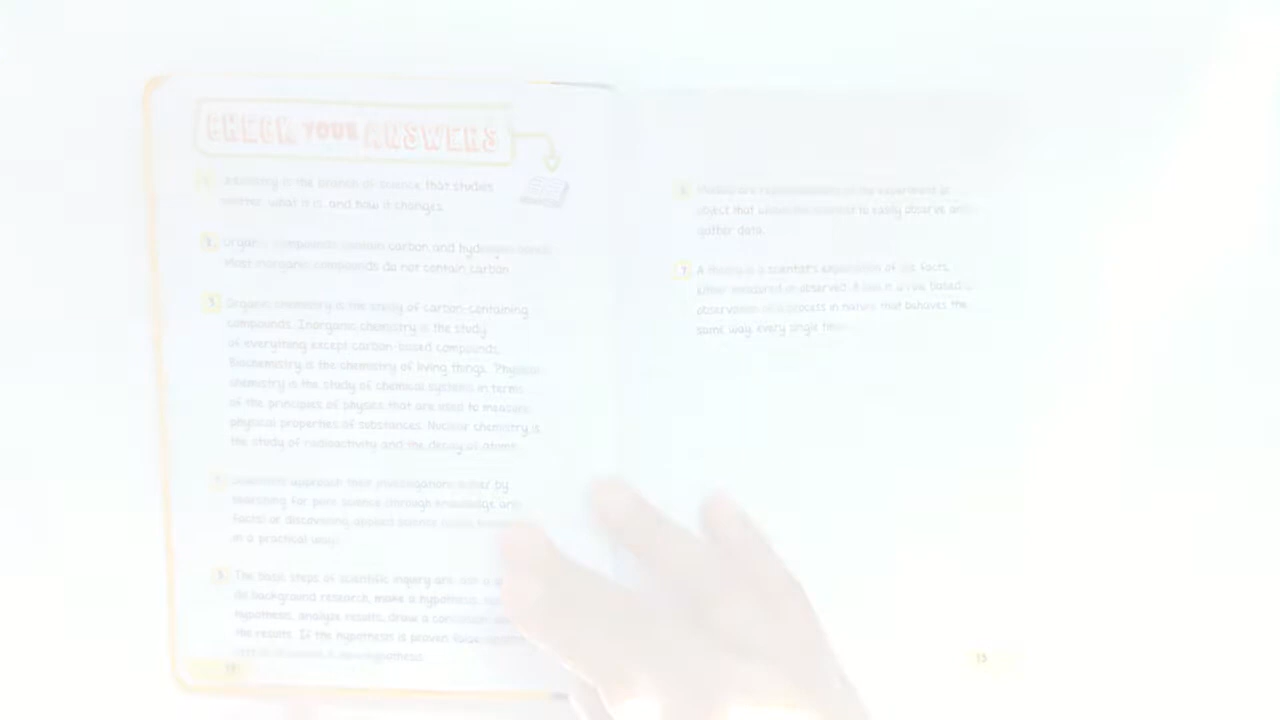 CHECK YOUR ANSWERS
1. Chemistry is the branch of science that studies
matter: what it is and how it changes.
2. Organic compounds contain carbon and hydrogen
Most inorganic compounds do not contain carbon.
3. Organic chemistry is the study of carbon-containing
compounds. Inorganic chemistry is the study
of everything except carbon-based compounds.
Biochemistry is the chemistry of living things. Physical
chemistry is the study of chemical systems in terms
of the principles of physics that are used to measure
physical properties of substances. Nuclear chemistry is
the study of radioactivity and the decay of atoms.
approach their investigations either by
searching for pure science (through knowledge and
facts) or discovering applied science
in a practical way).
5. The basic steps of scientific inquiry are: ask a
do background research, make a hypothesis,
hypothesis, analyze results, draw a conclusion
the results. If the hypothesis is proven false
hypothesis.
6. Models are representations of the experiment or
object that allows the scientist to easily observe and
gather data.
7. A theory is a scientist's explanation of the facts,
either measured or observed. A law is a rule based
observation of a process in nature that behaves the
same way, every single time.
15